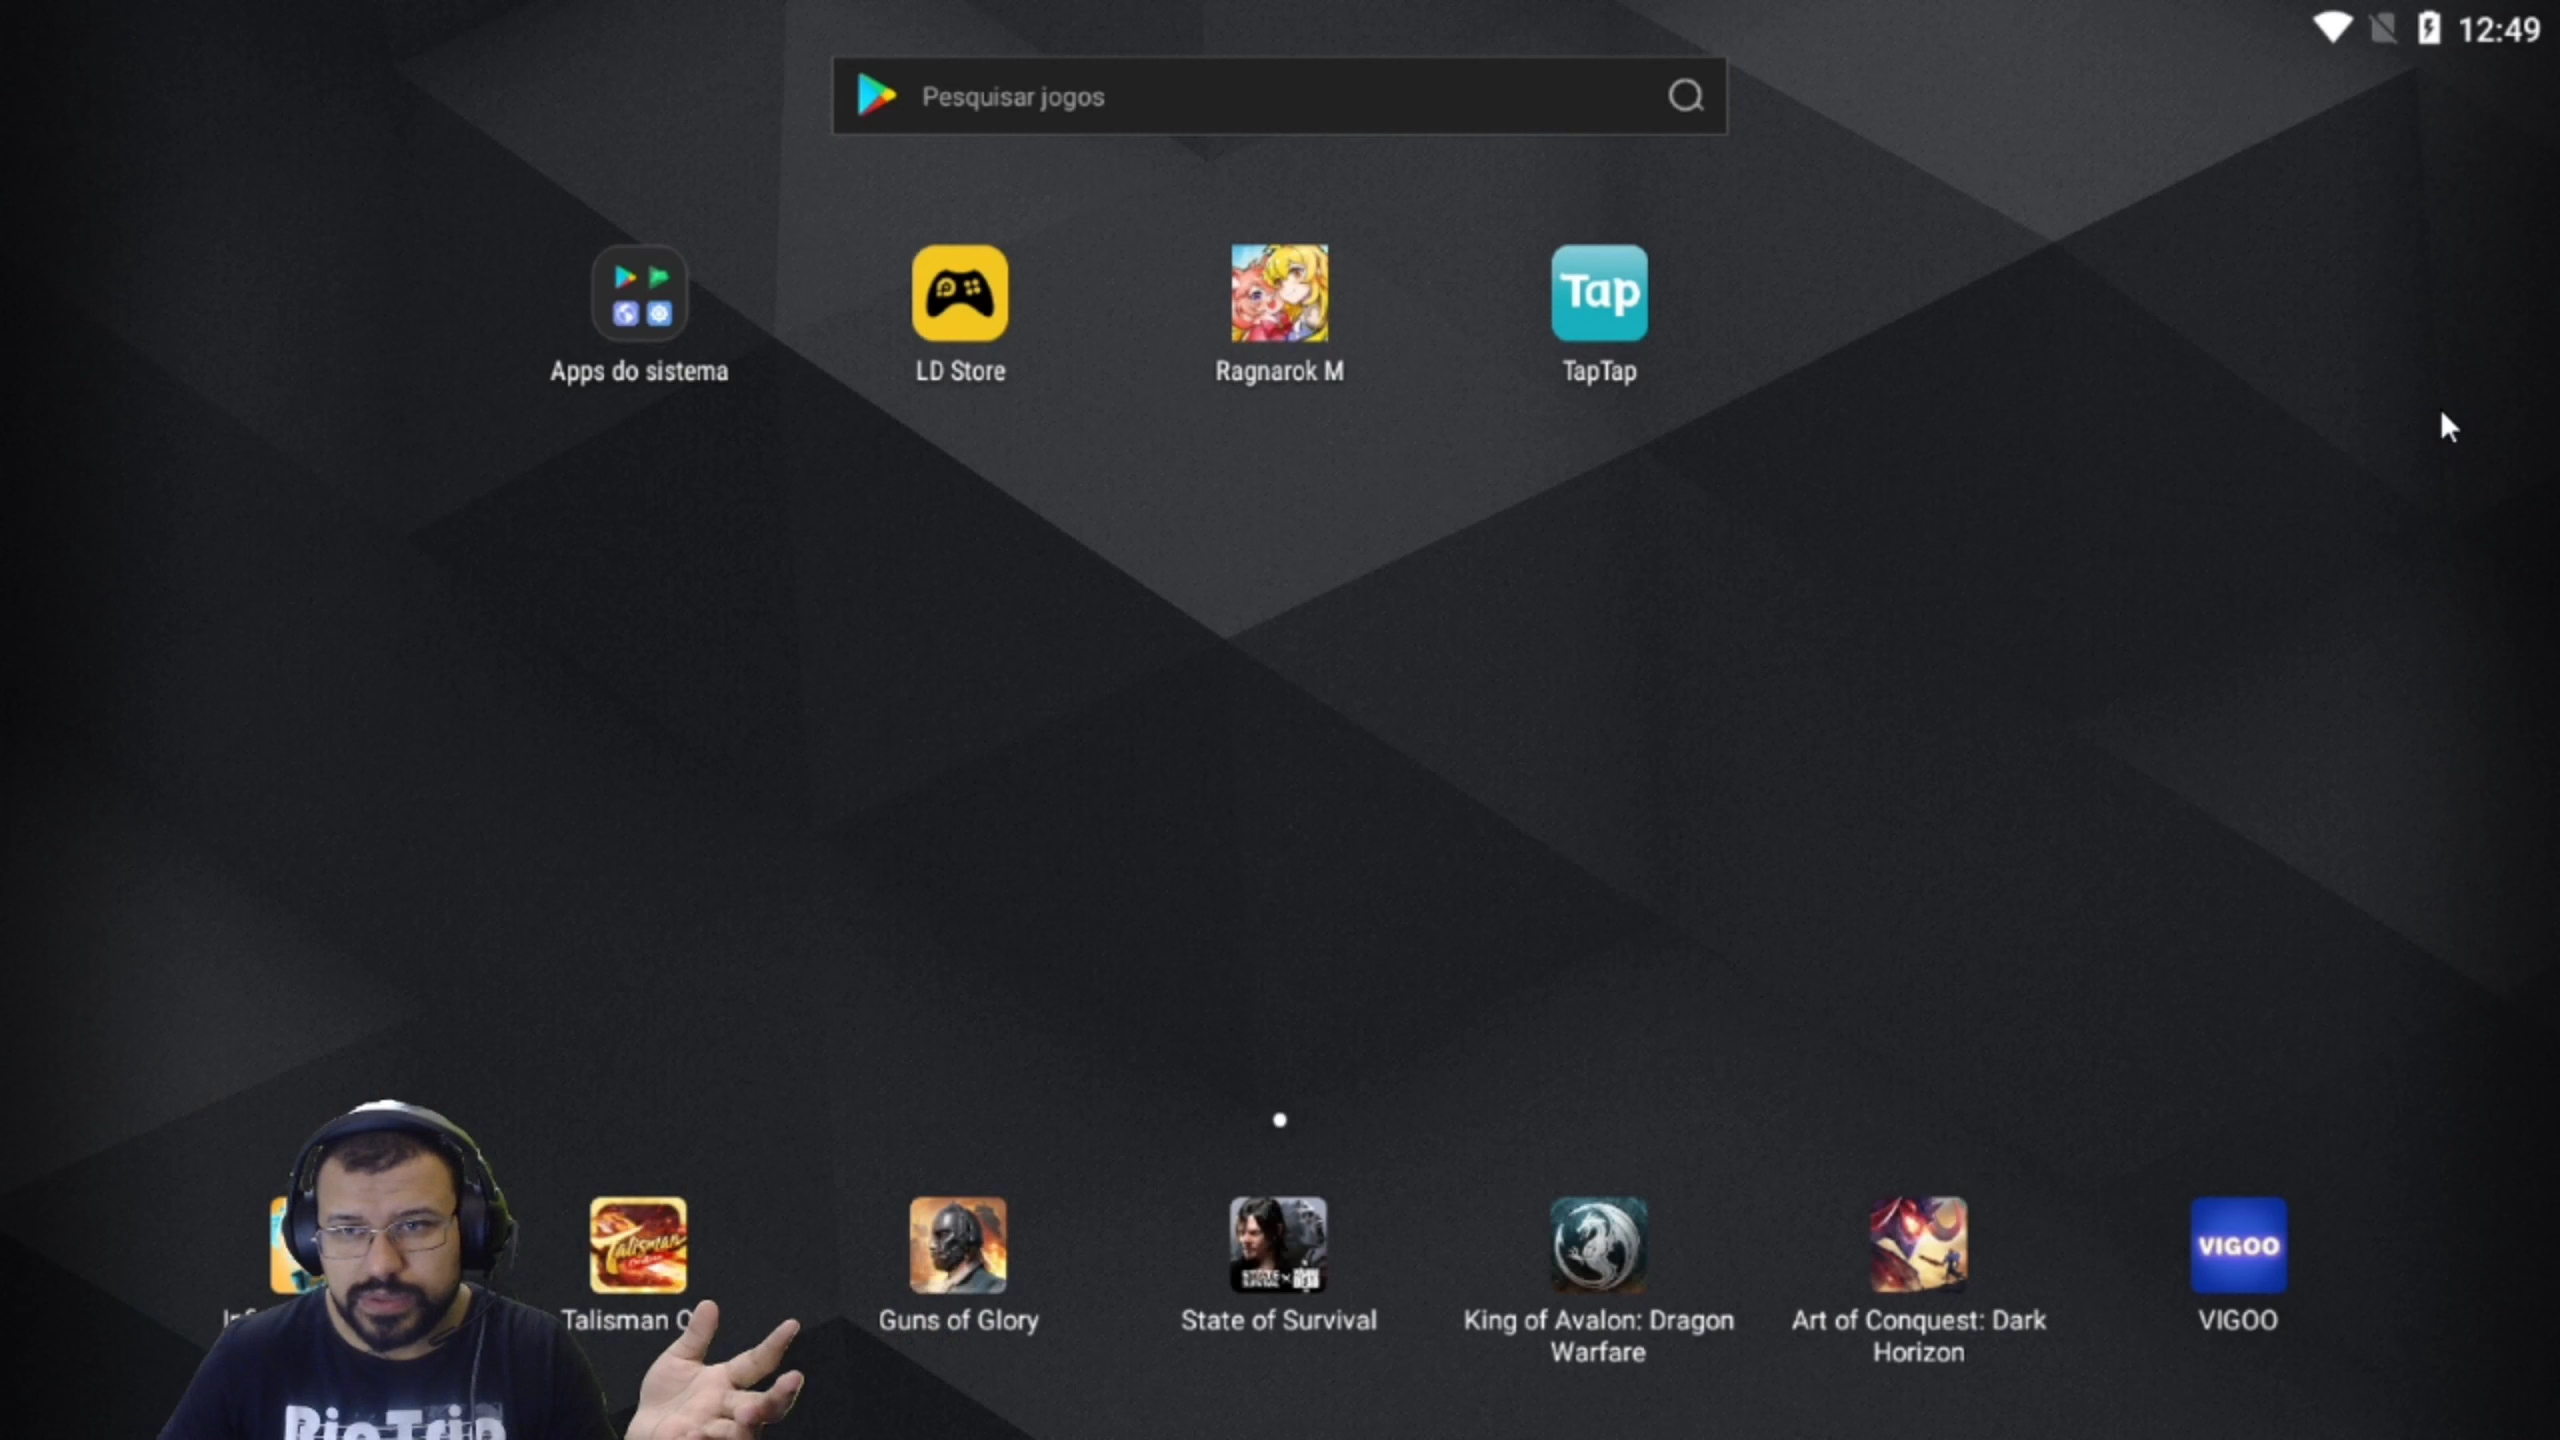 12:49
Pesquisar jogos
Apps do sistema
LD Store
Ragnarok M
Tap
TapTap
Talisman
VIGOO
Talisman
Guns of Glory
State of Survival
King of Avalon: Dragon
Warfare
Art of Conquest: Dark
Horizon
VIGOO